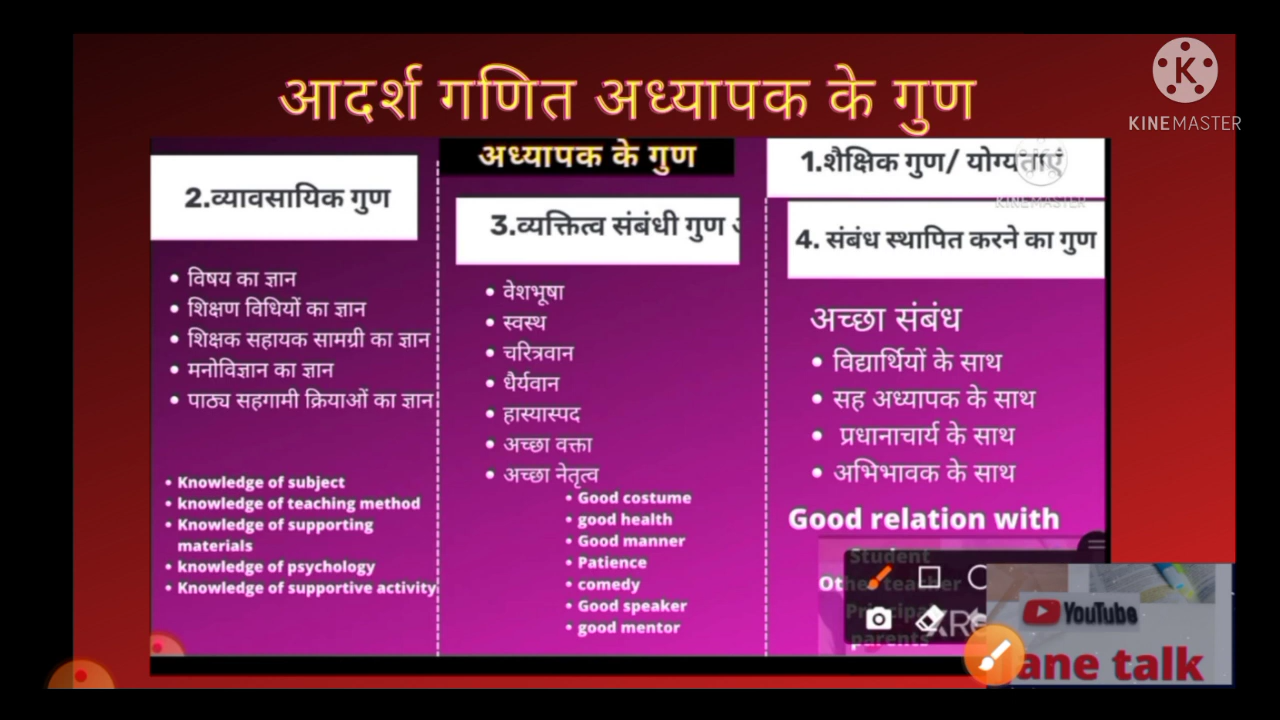 आदर्श गणित अध्यापक के गुण
K
KINEMASTER
2.व्यावसायिक गुण
• विषय का ज्ञान
• शिक्षण विधियों का ज्ञान
• शिक्षक सहायक सामग्री का ज्ञान
• मनोविज्ञान का ज्ञान
• पाठ्य सहगामी क्रियाओं का ज्ञान
• Knowledge of subject
• knowledge of teaching method
• Knowledge of supporting
materials
• knowledge of psychology
• Knowledge of supportive activity
अध्यापक के गुण
3.व्यक्तित्व संबंधी गुण
• वेशभूषा
• स्वस्थ
• चरित्रवान
• धैर्यवान
• हास्यास्पद
• अच्छा वक्ता
• अच्छा नेतृत्व
• Good costume
• good health
• Good manner
• Patience
• comedy
• Good speaker
• good mentor
1.शैक्षिक गुण/ योग्यताएं
KINEMASTER
4. संबंध स्थापित करने का गुण
अच्छा संबंध
• विद्यार्थियों के साथ
• सह अध्यापक के साथ
• प्रधानाचार्य के साथ
• अभिभावक के साथ
Good relation with
Student
teacher
parents
YouTube
ane talk